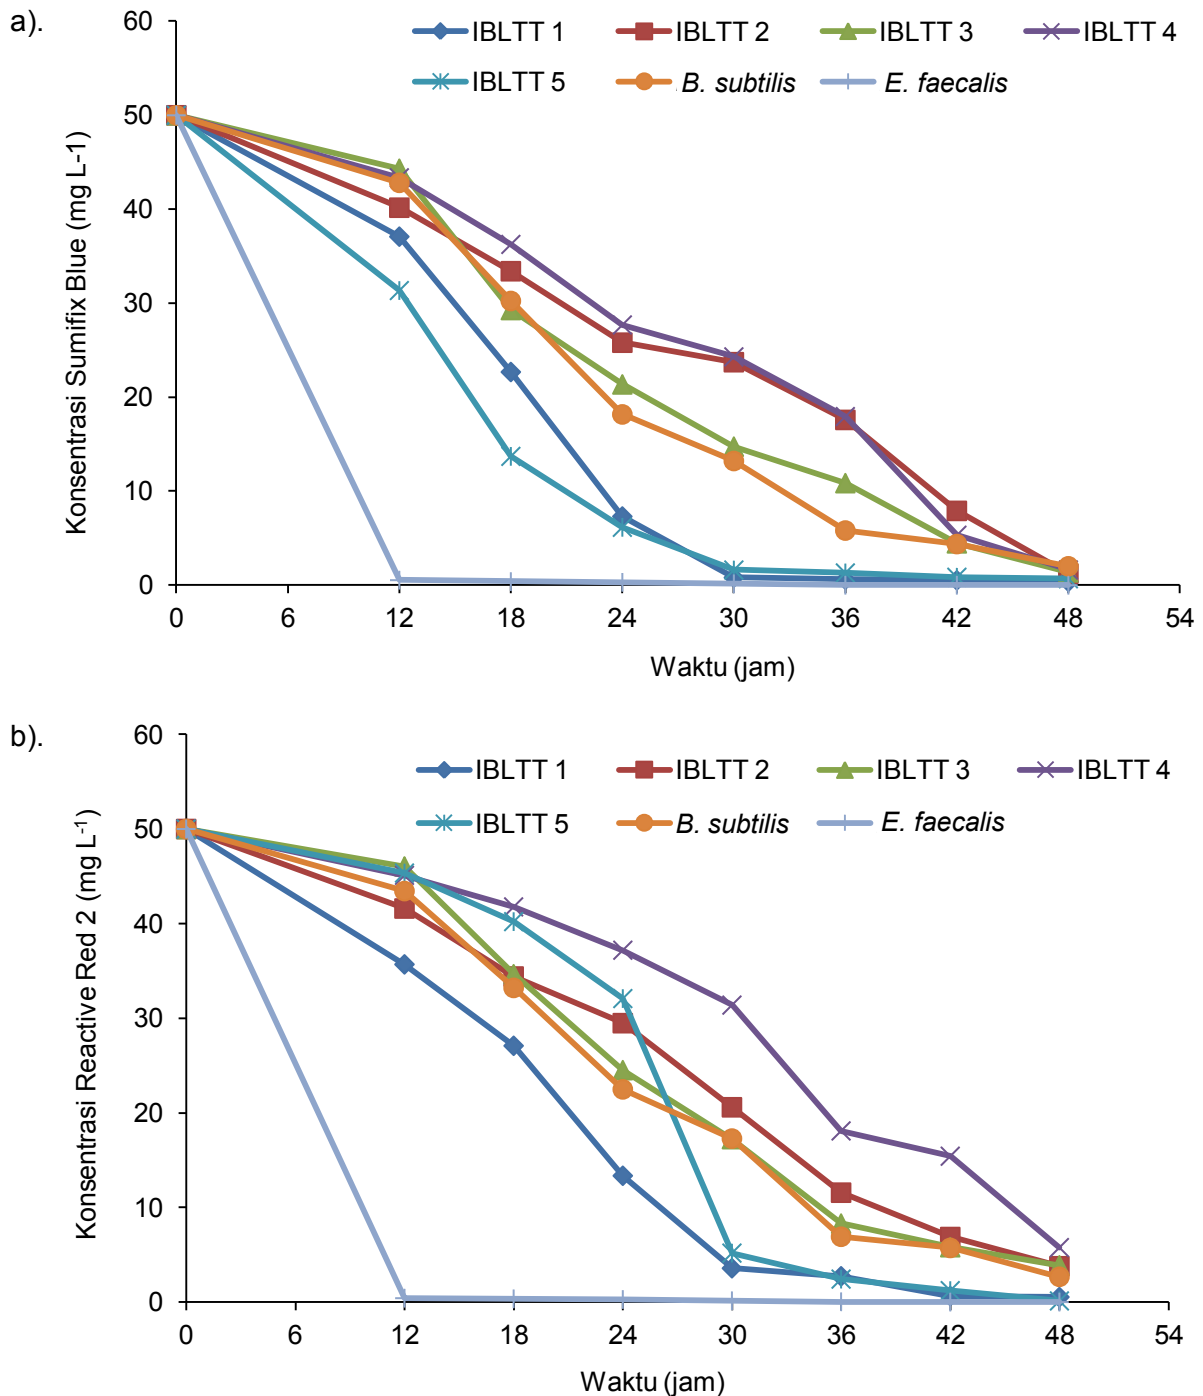 a).
60
50
40
30
20
10
0
Konsentrasi Sumifix Blue (mg L-1)
IBLTT 1 IBLTT 2 IBLTT 3 IBLTT 4
IBLTT 5 B. subtilis E. faecalis
0 6 12 18 24 30 36 42 48 54
Waktu (jam)
b).
60
50
40
30
20
10
0
Konsentrasi Reactive Red 2 (mg L⁻¹)
IBLTT 1 IBLTT 2 IBLTT 3 IBLTT 4
IBLTT 5 B. subtilis E. faecalis
0 6 12 18 24 30 36 42 48 54
Waktu (jam)